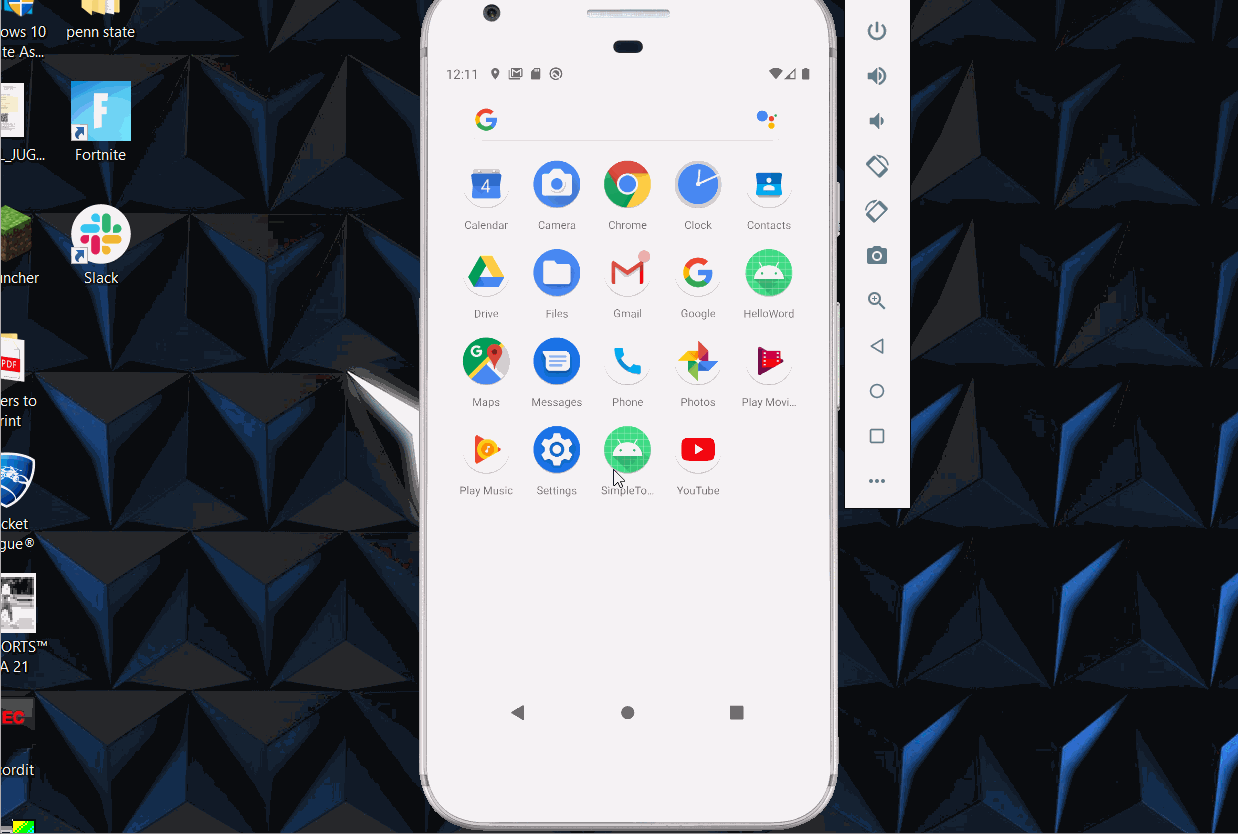 ows 10
te As...
penn state
_JUG...
Fortnite
F
ncher
Slack
PDF
ers to
rint
cket
gue®
ORTS™
A 21
EC
ordit
12:11
4
Calendar
Camera
Chrome
Clock
Contacts
Drive
Files
Gmail
Google
HelloWord
Maps
Messages
Phone
Photos
Play Movi...
Play Music
Settings
SimpleTo...
YouTube